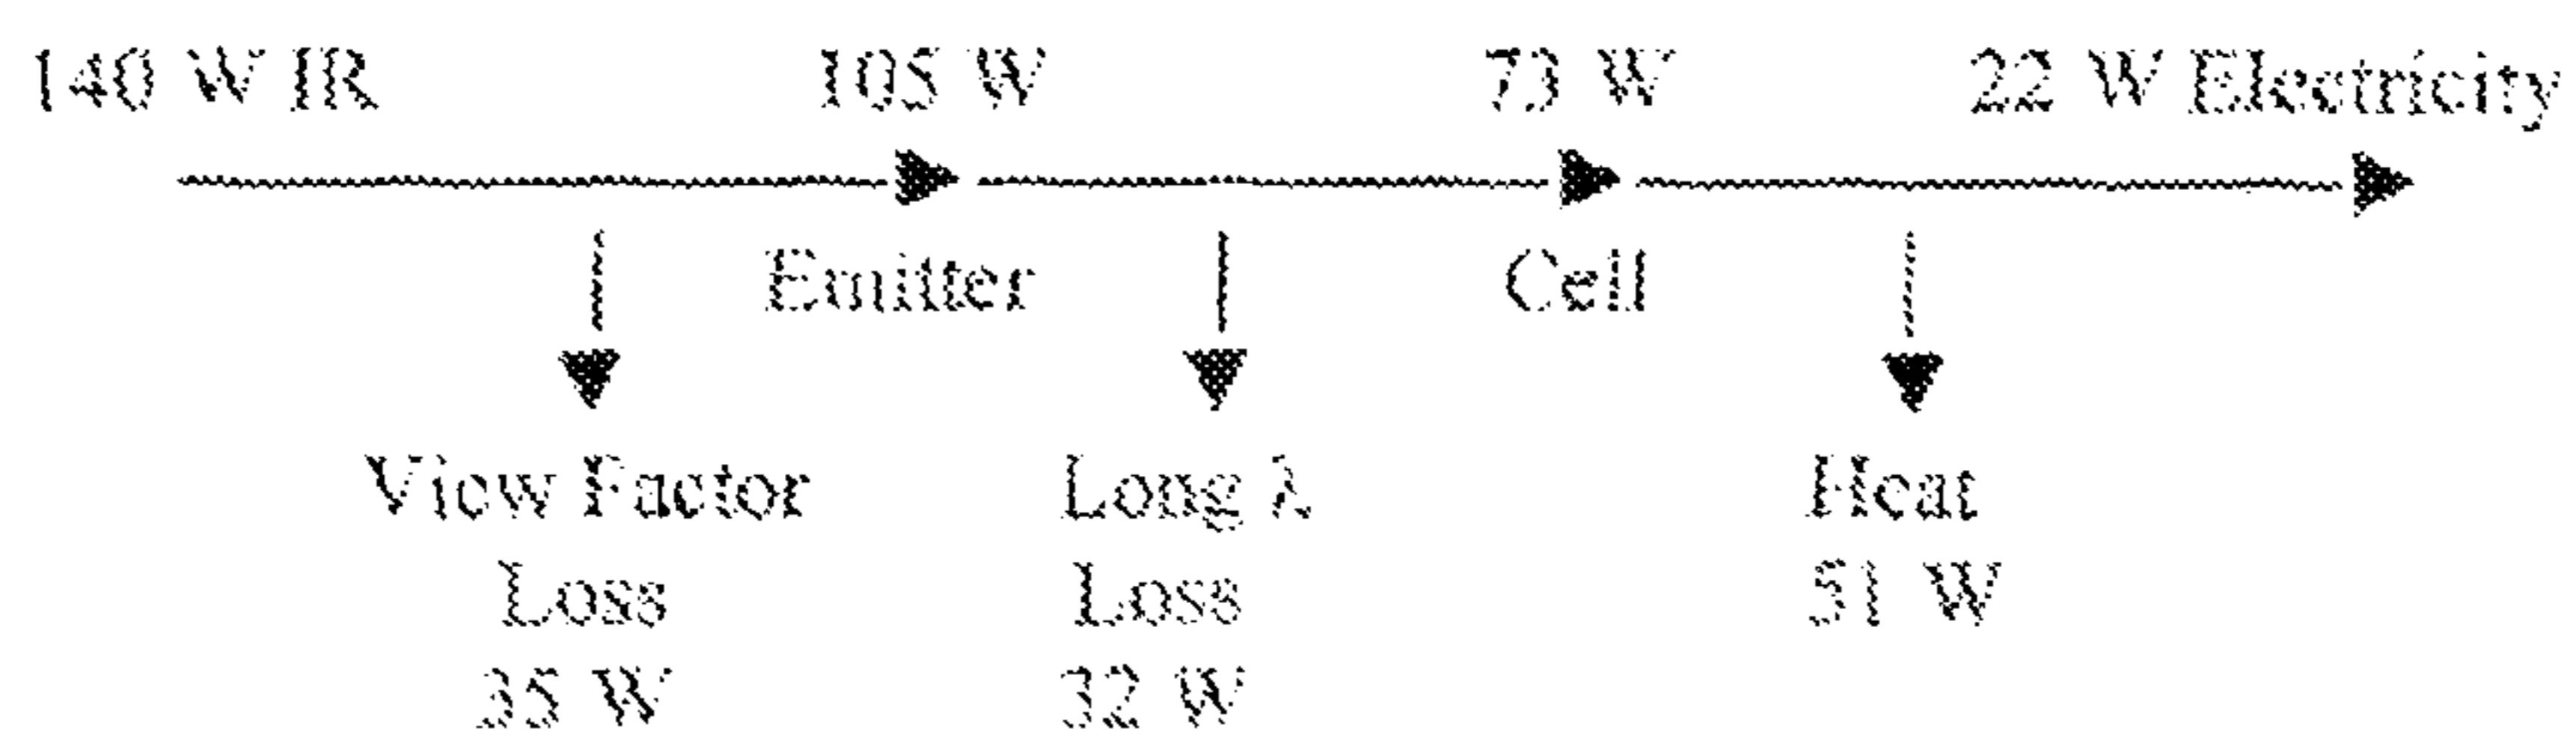 140 W IR 105 W 73 W 22 W Electricity
Emitter Cell
View Factor Long λ Heat
Loss Loss 51 W
35 W 32 W